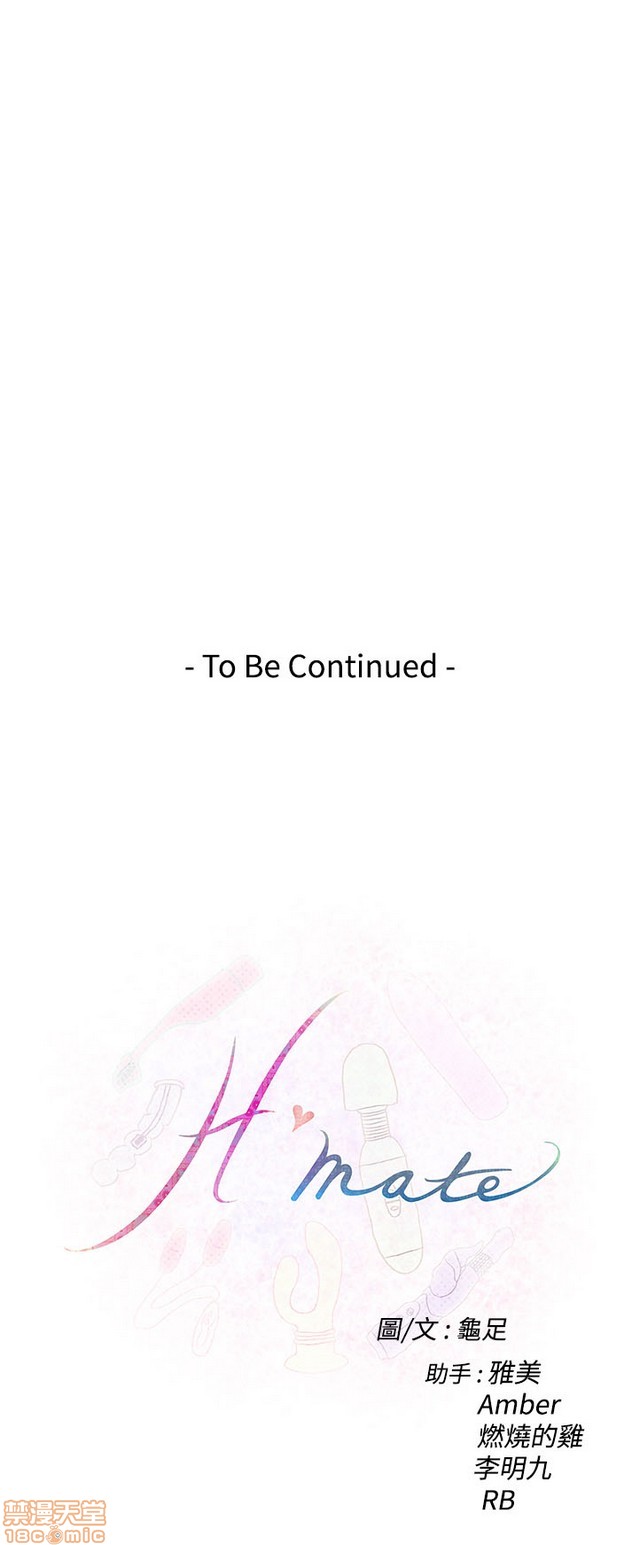 - To Be Continued -
H'mate
圖/文 : 龜足
助手 : 雅美
Amber
燃燒的雞
李明九
RB
禁漫天堂
18comic